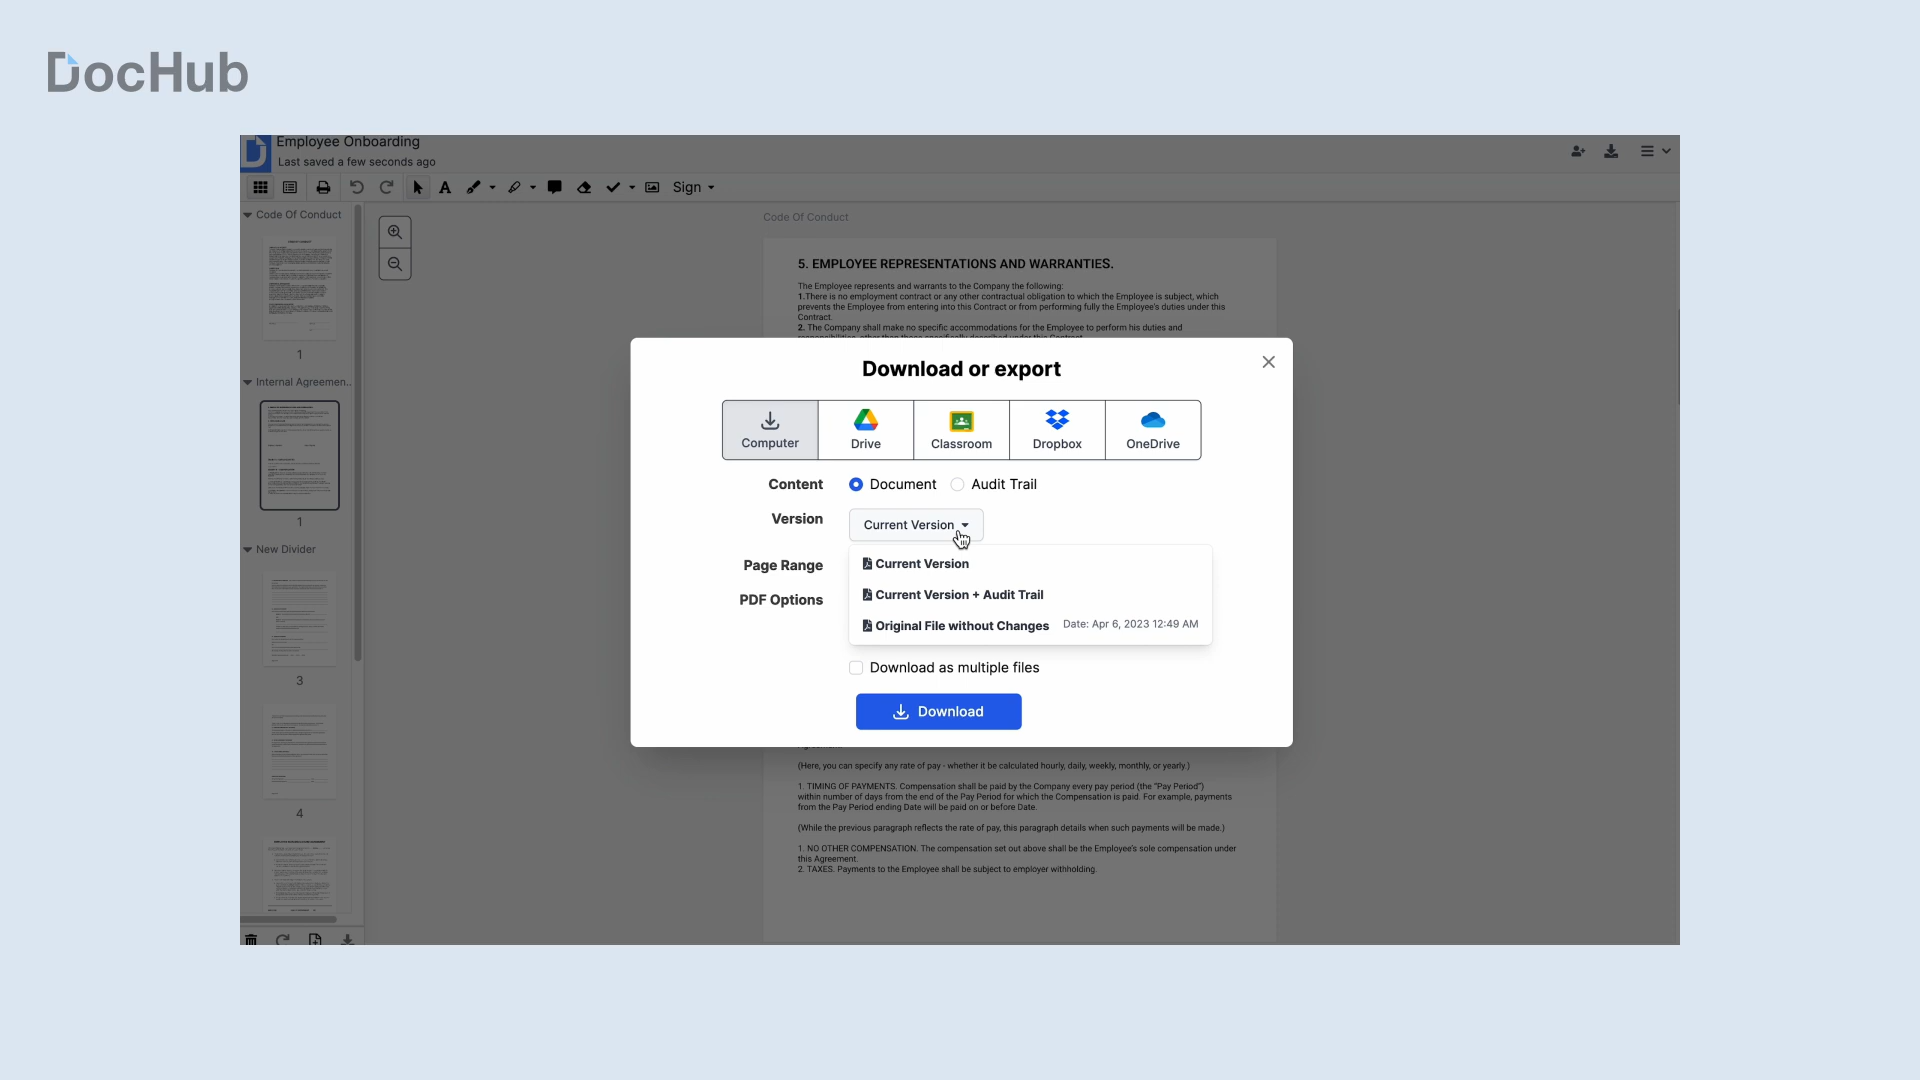 DocHub
Employee Onboarding
Last saved a few seconds ago
Sign
Code Of Conduct
1
Internal Agreemen..
1
New Divider
3
4
Code Of Conduct
5. EMPLOYEE REPRESENTATIONS AND WARRANTIES.
The Employee represents and warrants to the Company the following:
1.There is no employment contract or any other contractual obligation to which the Employee is subject, which
prevents the Employee from entering into this Contract or from performing fully the Employee's duties under this
Contract.
2. The Company shall make no specific accommodations for the Employee to perform his duties and
Download or export
Computer
Drive
Classroom
Dropbox
OneDrive
Content
Document
Audit Trail
Version
Current Version
Page Range
PDF Options
Current Version
Current Version + Audit Trail
Original File without Changes Date: Apr 6, 2023 12:49 AM
Download as multiple files
Download
(Here, you can specify any rate of pay - whether it be calculated hourly, daily, weekly, monthly, or yearly.)
1. TIMING OF PAYMENTS. Compensation shall be paid by the Company every pay period (the "Pay Period")
within number of days from the end of the Pay Period for which the Compensation is paid. For example, payments
from the Pay Period ending Date will be paid on or before Date.
(While the previous paragraph reflects the rate of pay, this paragraph details when such payments will be made.)
1. NO OTHER COMPENSATION. The compensation set out above shall be the Employee's sole compensation under
this Agreement.
2. TAXES. Payments to the Employee shall be subject to employer withholding.